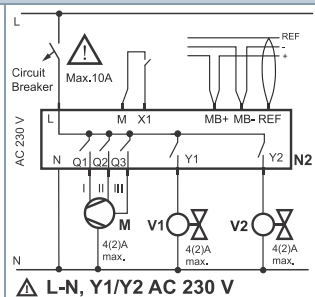 L
REF
-
+
Circuit
Breaker
Max.10A
M X1 MB+ MB- REF
AC 230 V
L
N2
N Q1 Q2 Q3 Y1 Y2
I II III
M V1 V2
4(2)A
max.
4(2)A
max.
4(2)A
max.
N
L-N, Y1/Y2 AC 230 V